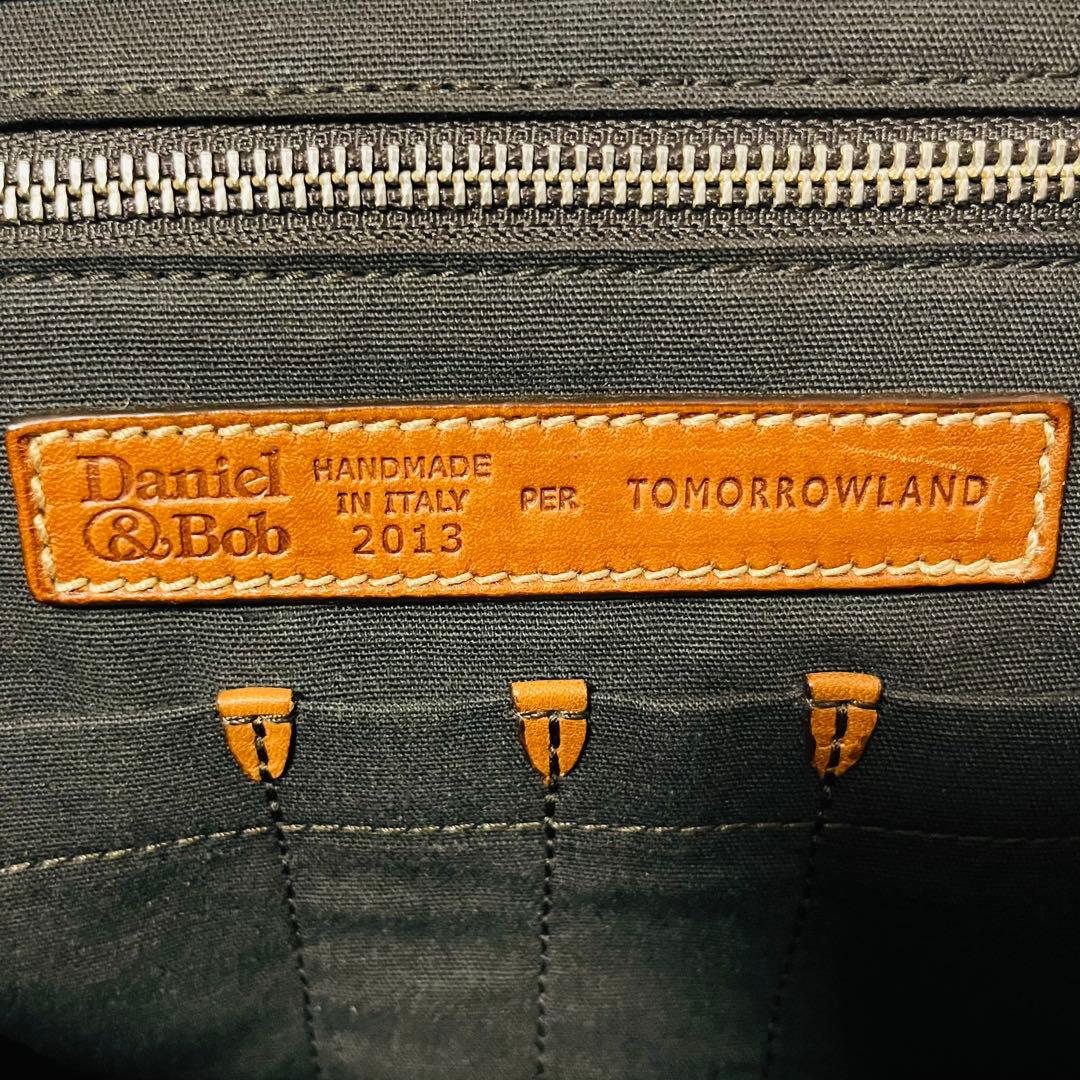 Daniel
& Bob
HANDMADE
IN ITALY
2013
PER
TOMORROWLAND